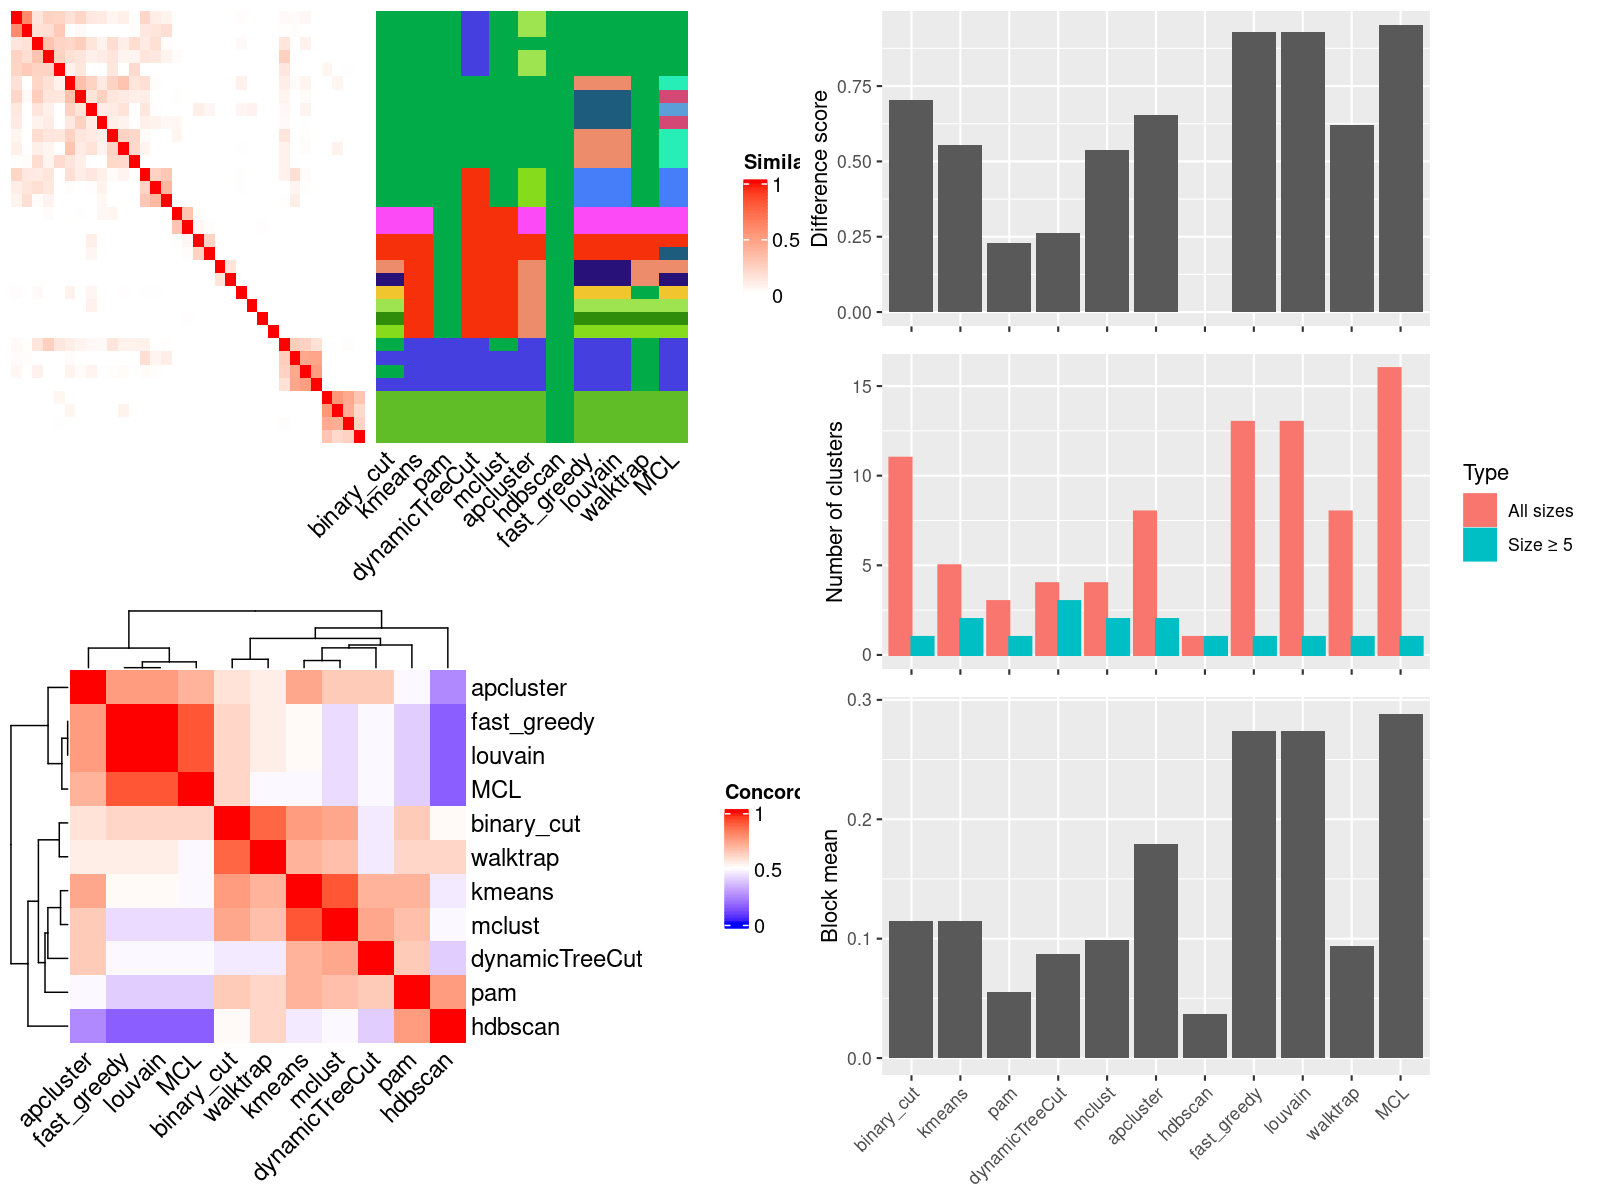 Simila
1
0.5
0
binary_cut
kmeans
pam
dynamicTreeCut
mclust
apcluster
hdbscan
fast_greedy
louvain
walktrap
MCL
apcluster
fast_greedy
louvain
MCL
binary_cut
walktrap
kmeans
mclust
dynamicTreeCut
pam
hdbscan
apcluster
fast_greedy
louvain
MCL
binary_cut
walktrap
kmeans
mclust
dynamicTreeCut
pam
hdbscan
Concord
1
0.5
0
Difference score
0.75
0.50
0.25
0.00
Number of clusters
15
10
5
0
Type
All sizes
Size ≥ 5
Block mean
0.3
0.2
0.1
0.0
binary_cut
kmeans
pam
dynamicTreeCut
mclust
apcluster
hdbscan
fast_greedy
louvain
walktrap
MCL